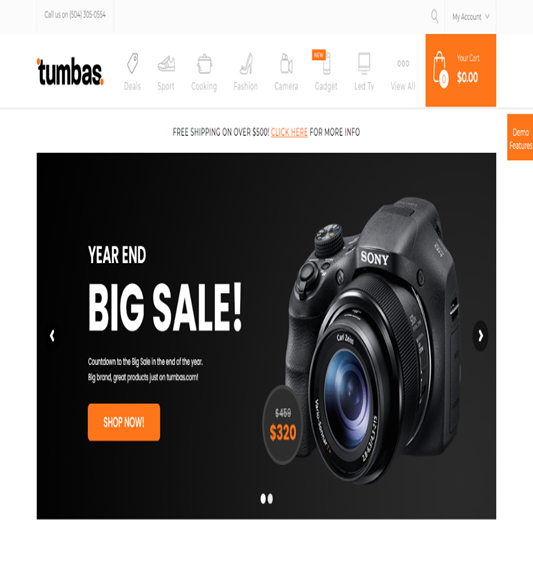 Call us on (504) 305-0554
My Account
tumbas.
Deals
Sport
Cooking
Fashion
Camera
NEW
Gadget
Led Tv
View All
Your Cart
0
$0.00
FREE SHIPPING ON OVER $500! CLICK HERE FOR MORE INFO
Demo
Features
YEAR END
BIG SALE!
Countdown to the Big Sale in the end of the year.
Big brand, great products just on tumbas.com!
SHOP NOW!
SONY
Carl Zeiss
$459
$320